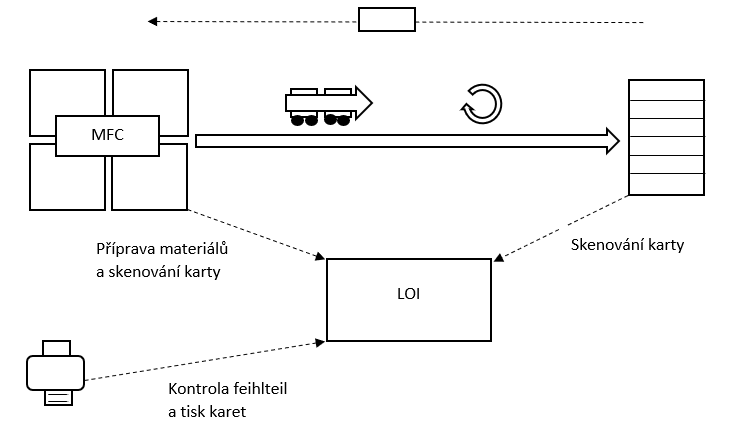 MFC
Příprava materiálů
a skenování karty
Skenování karty
LOI
Kontrola feihlteil
a tisk karet